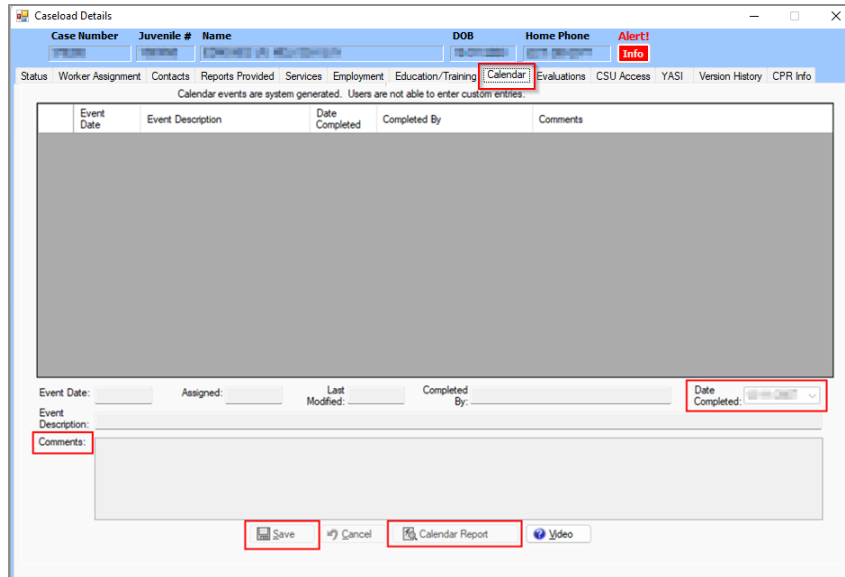 Caseload Details
Case Number Juvenile # Name DOB Home Phone Alert!
Info
Status Worker Assignment Contacts Reports Provided Services Employment Education/Training Calendar Evaluations CSU Access YASI Version History CPR Info
Calendar events are system generated. Users are not able to enter custom entries.
Event Date Event Description Date Completed Completed By Comments
Event Date: Assigned: Last Modified: Completed By: Date Completed:
Event Description:
Comments:
Save Cancel Calendar Report Video